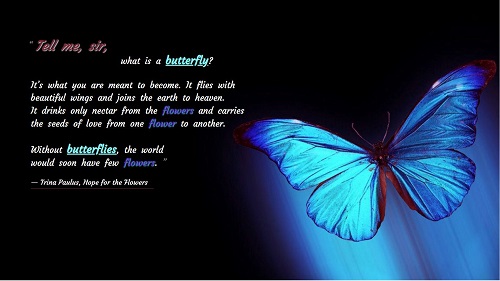 " Tell me, sir,
what is a butterfly?
It's what you are meant to become. It flies with
beautiful wings and joins the earth to heaven.
It drinks only nectar from the flowers and carries
the seeds of love from one flower to another.
Without butterflies, the world
would soon have few flowers. "
— Trina Paulus, Hope for the Flowers